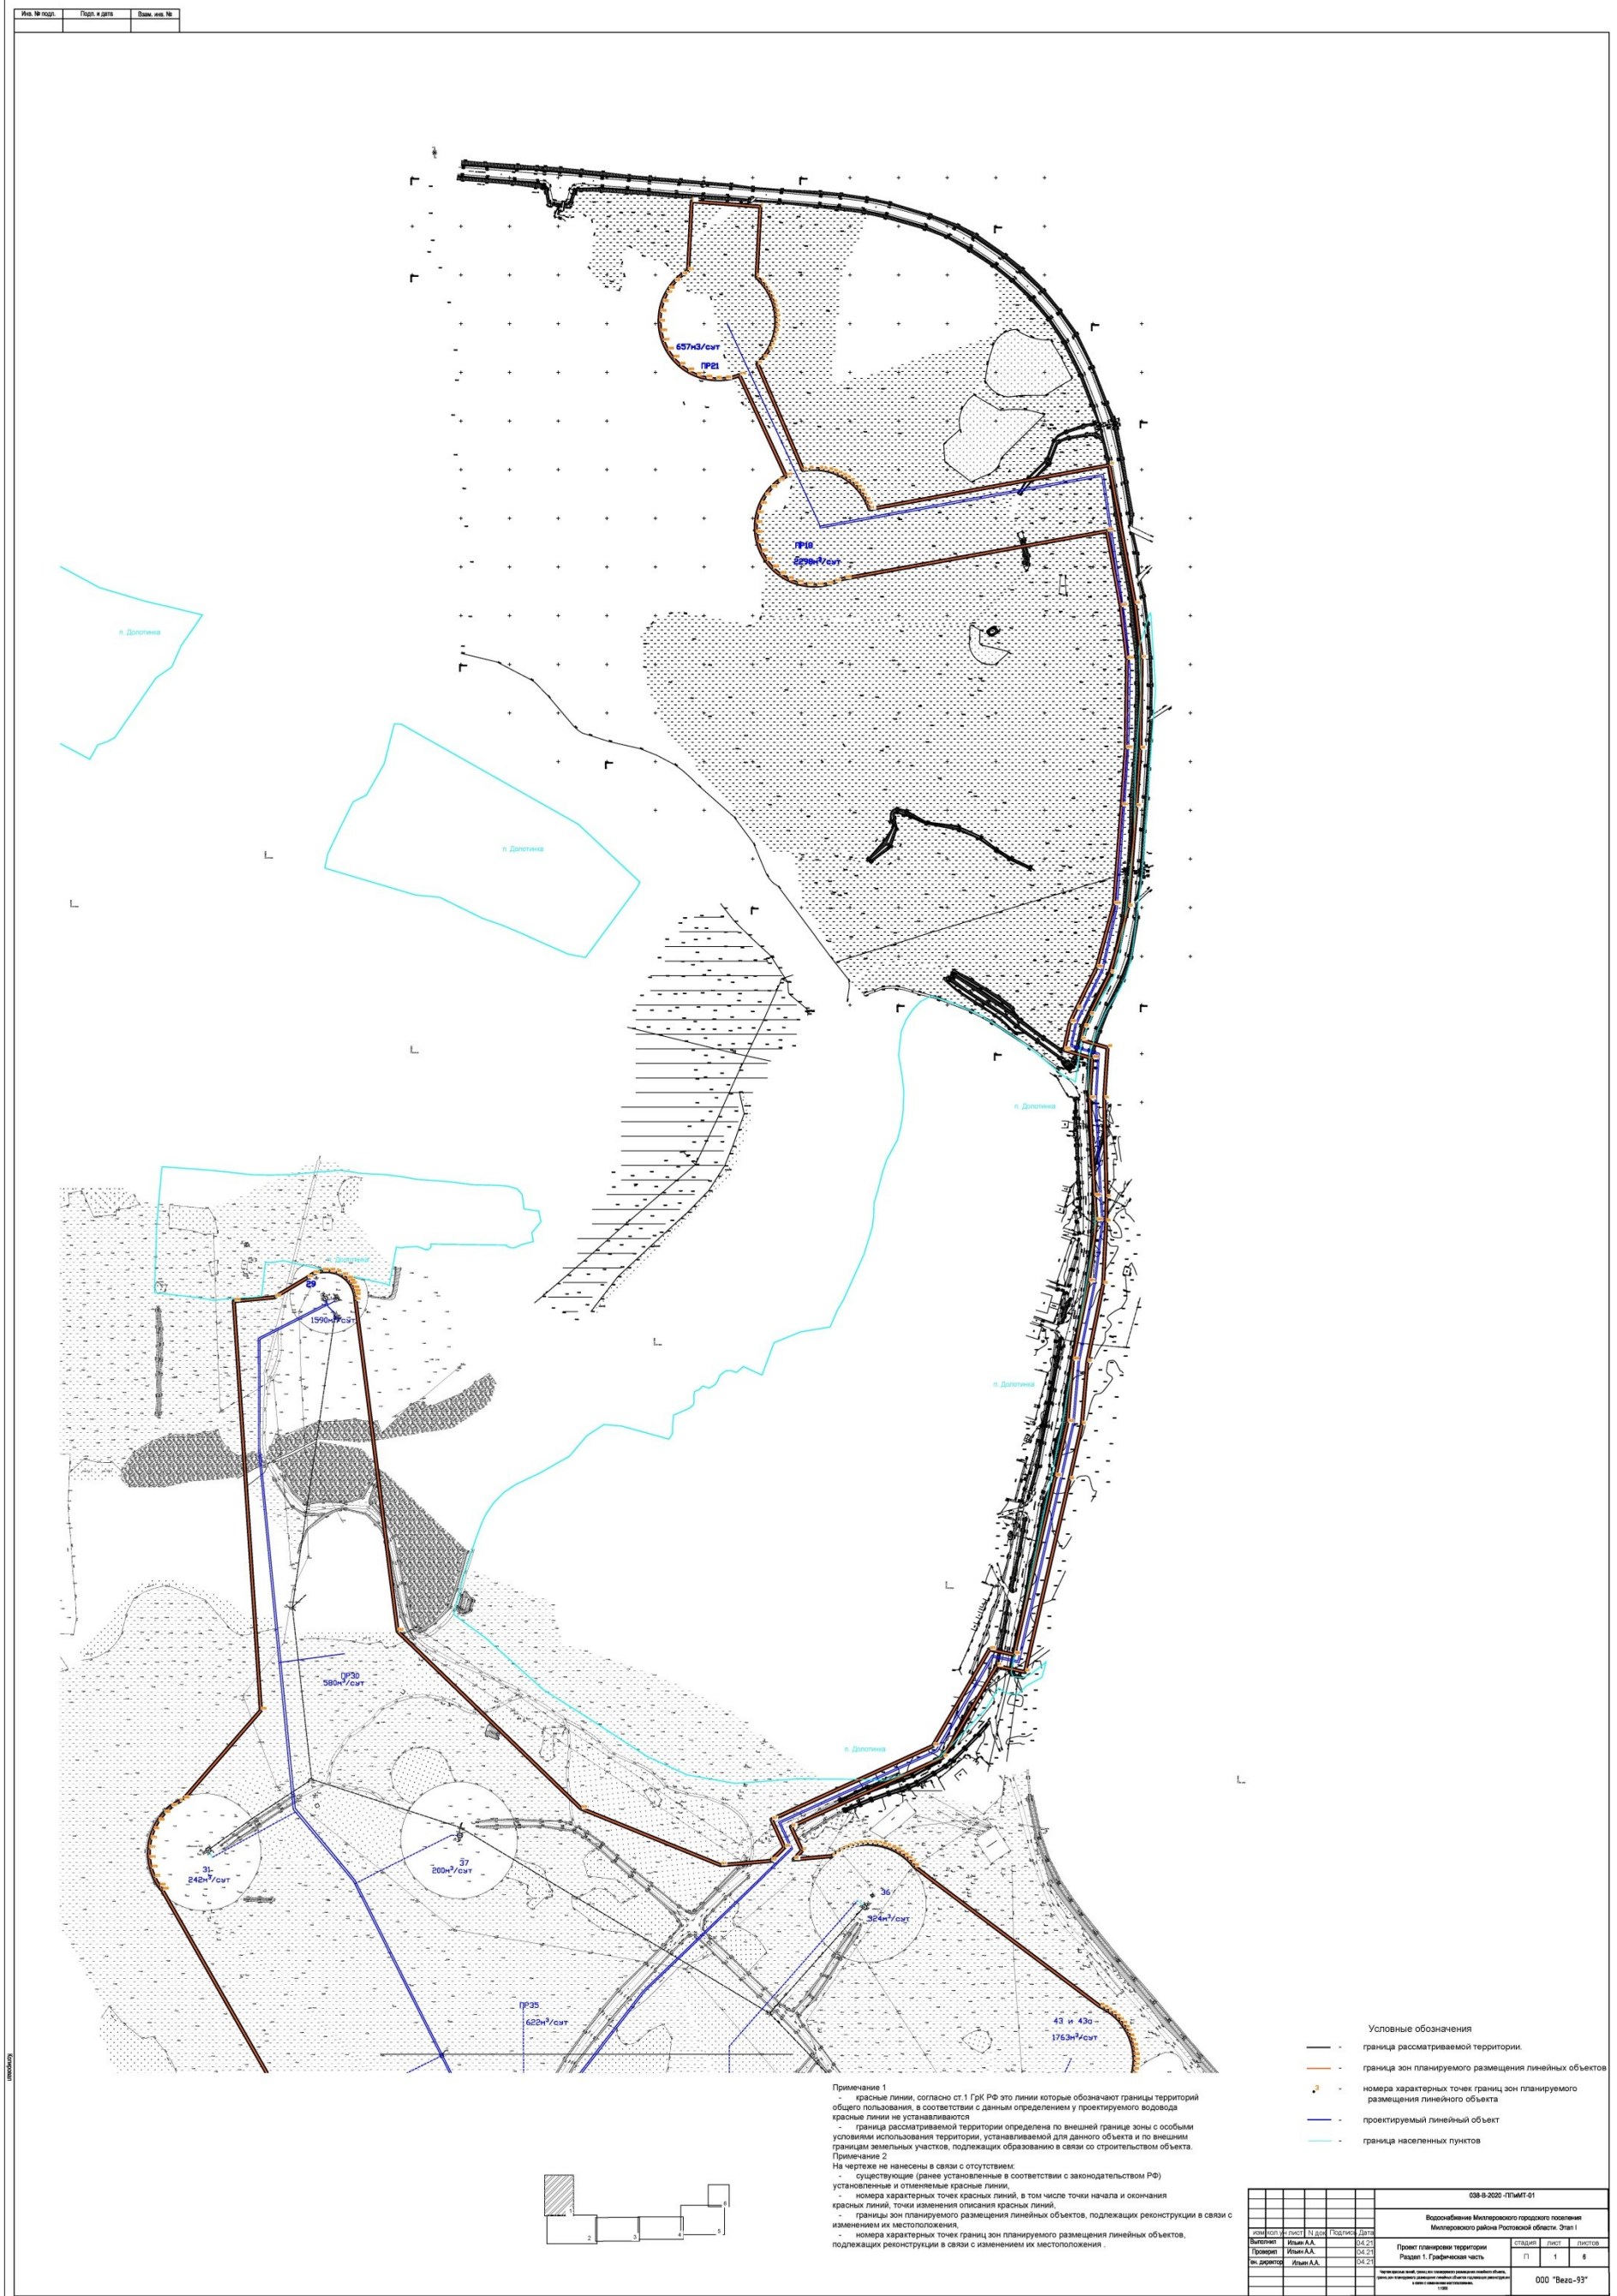 Инв. № подл.
Подп. и дата
Взам. инв. №
657м3/сут
ПР21
ПР18
2298м³/сут
п. Долотинка
п. Долотинка
п. Долотинка
п. Долотинка
29
1590м³/сут
п. Долотинка
ПР30
580м³/сут
п. Долотинка
31
242м³/сут
37
200м³/сут
36
324м³/сут
ПР35
622м³/сут
43 и 43а -
1763м³/сут
Условные обозначения
- граница рассматриваемой территории.
- граница зон планируемого размещения линейных объектов
3 - номера характерных точек границ зон планируемого
размещения линейного объекта
- проектируемый линейный объект
- граница населенных пунктов
Примечание 1
- красные линии, согласно ст.1 ГрК РФ это линии которые обозначают границы территорий
общего пользования, в соответствии с данным определением у проектируемого водовода
красные линии не устанавливаются
- граница рассматриваемой территории определена по внешней границе зоны с особыми
условиями использования территории, устанавливаемой для данного объекта и по внешним
границам земельных участков, подлежащих образованию в связи со строительством объекта.
Примечание 2
На чертеже не нанесены в связи с отсутствием:
- существующие (ранее установленные в соответствии с законодательством РФ)
установленные и отменяемые красные линии,
- номера характерных точек красных линий, в том числе точки начала и окончания
красных линий, точки изменения описания красных линий,
- границы зон планируемого размещения линейных объектов, подлежащих реконструкции в связи с
изменением их местоположения,
- номера характерных точек границ зон планируемого размещения линейных объектов,
подлежащих реконструкции в связи с изменением их местоположения .
1
2
3
4
5
6
038-В-2020 -ППиМТ-01
Водоснабжение Миллеровского городского поселения
Миллеровского района Ростовской области. Этап I
изм кол.уч лист N док Подпись Дата
Выполнил Ильин А.А. 04.21
Проверил Ильин А.А. 04.21
Ген. директор Ильин А.А. 04.21
Проект планировки территории
Раздел 1. Графическая часть
стадия лист листов
П 1 6
ООО "Вега-93"
Копировал